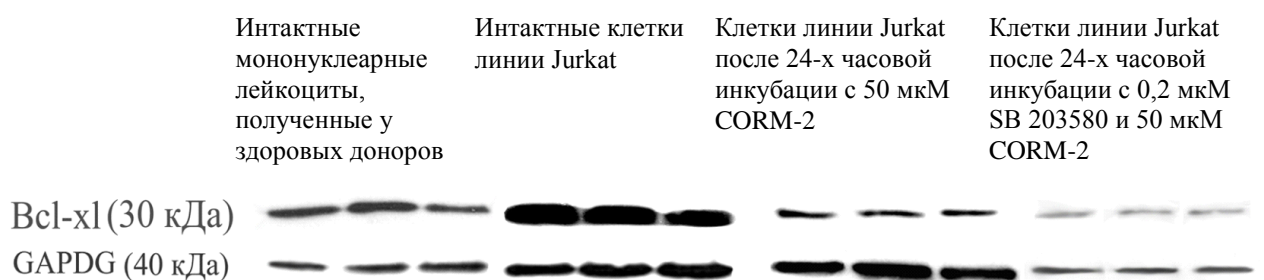 Интактные
мононуклеарные
лейкоциты,
полученные у
здоровых доноров
Интактные клетки
линии Jurkat
Клетки линии Jurkat
после 24-х часовой
инкубации с 50 мкМ
CORM-2
Клетки линии Jurkat
после 24-х часовой
инкубации с 0,2 мкМ
SB 203580 и 50 мкМ
CORM-2
Bcl-xl (30 кДа)
GAPDG (40 кДа)